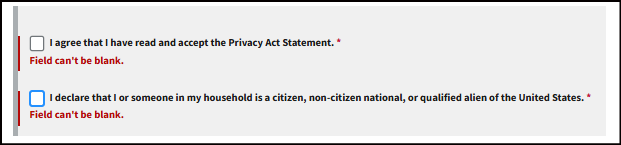 I agree that I have read and accept the Privacy Act Statement. *
Field can't be blank.
I declare that I or someone in my household is a citizen, non-citizen national, or qualified alien of the United States. *
Field can't be blank.